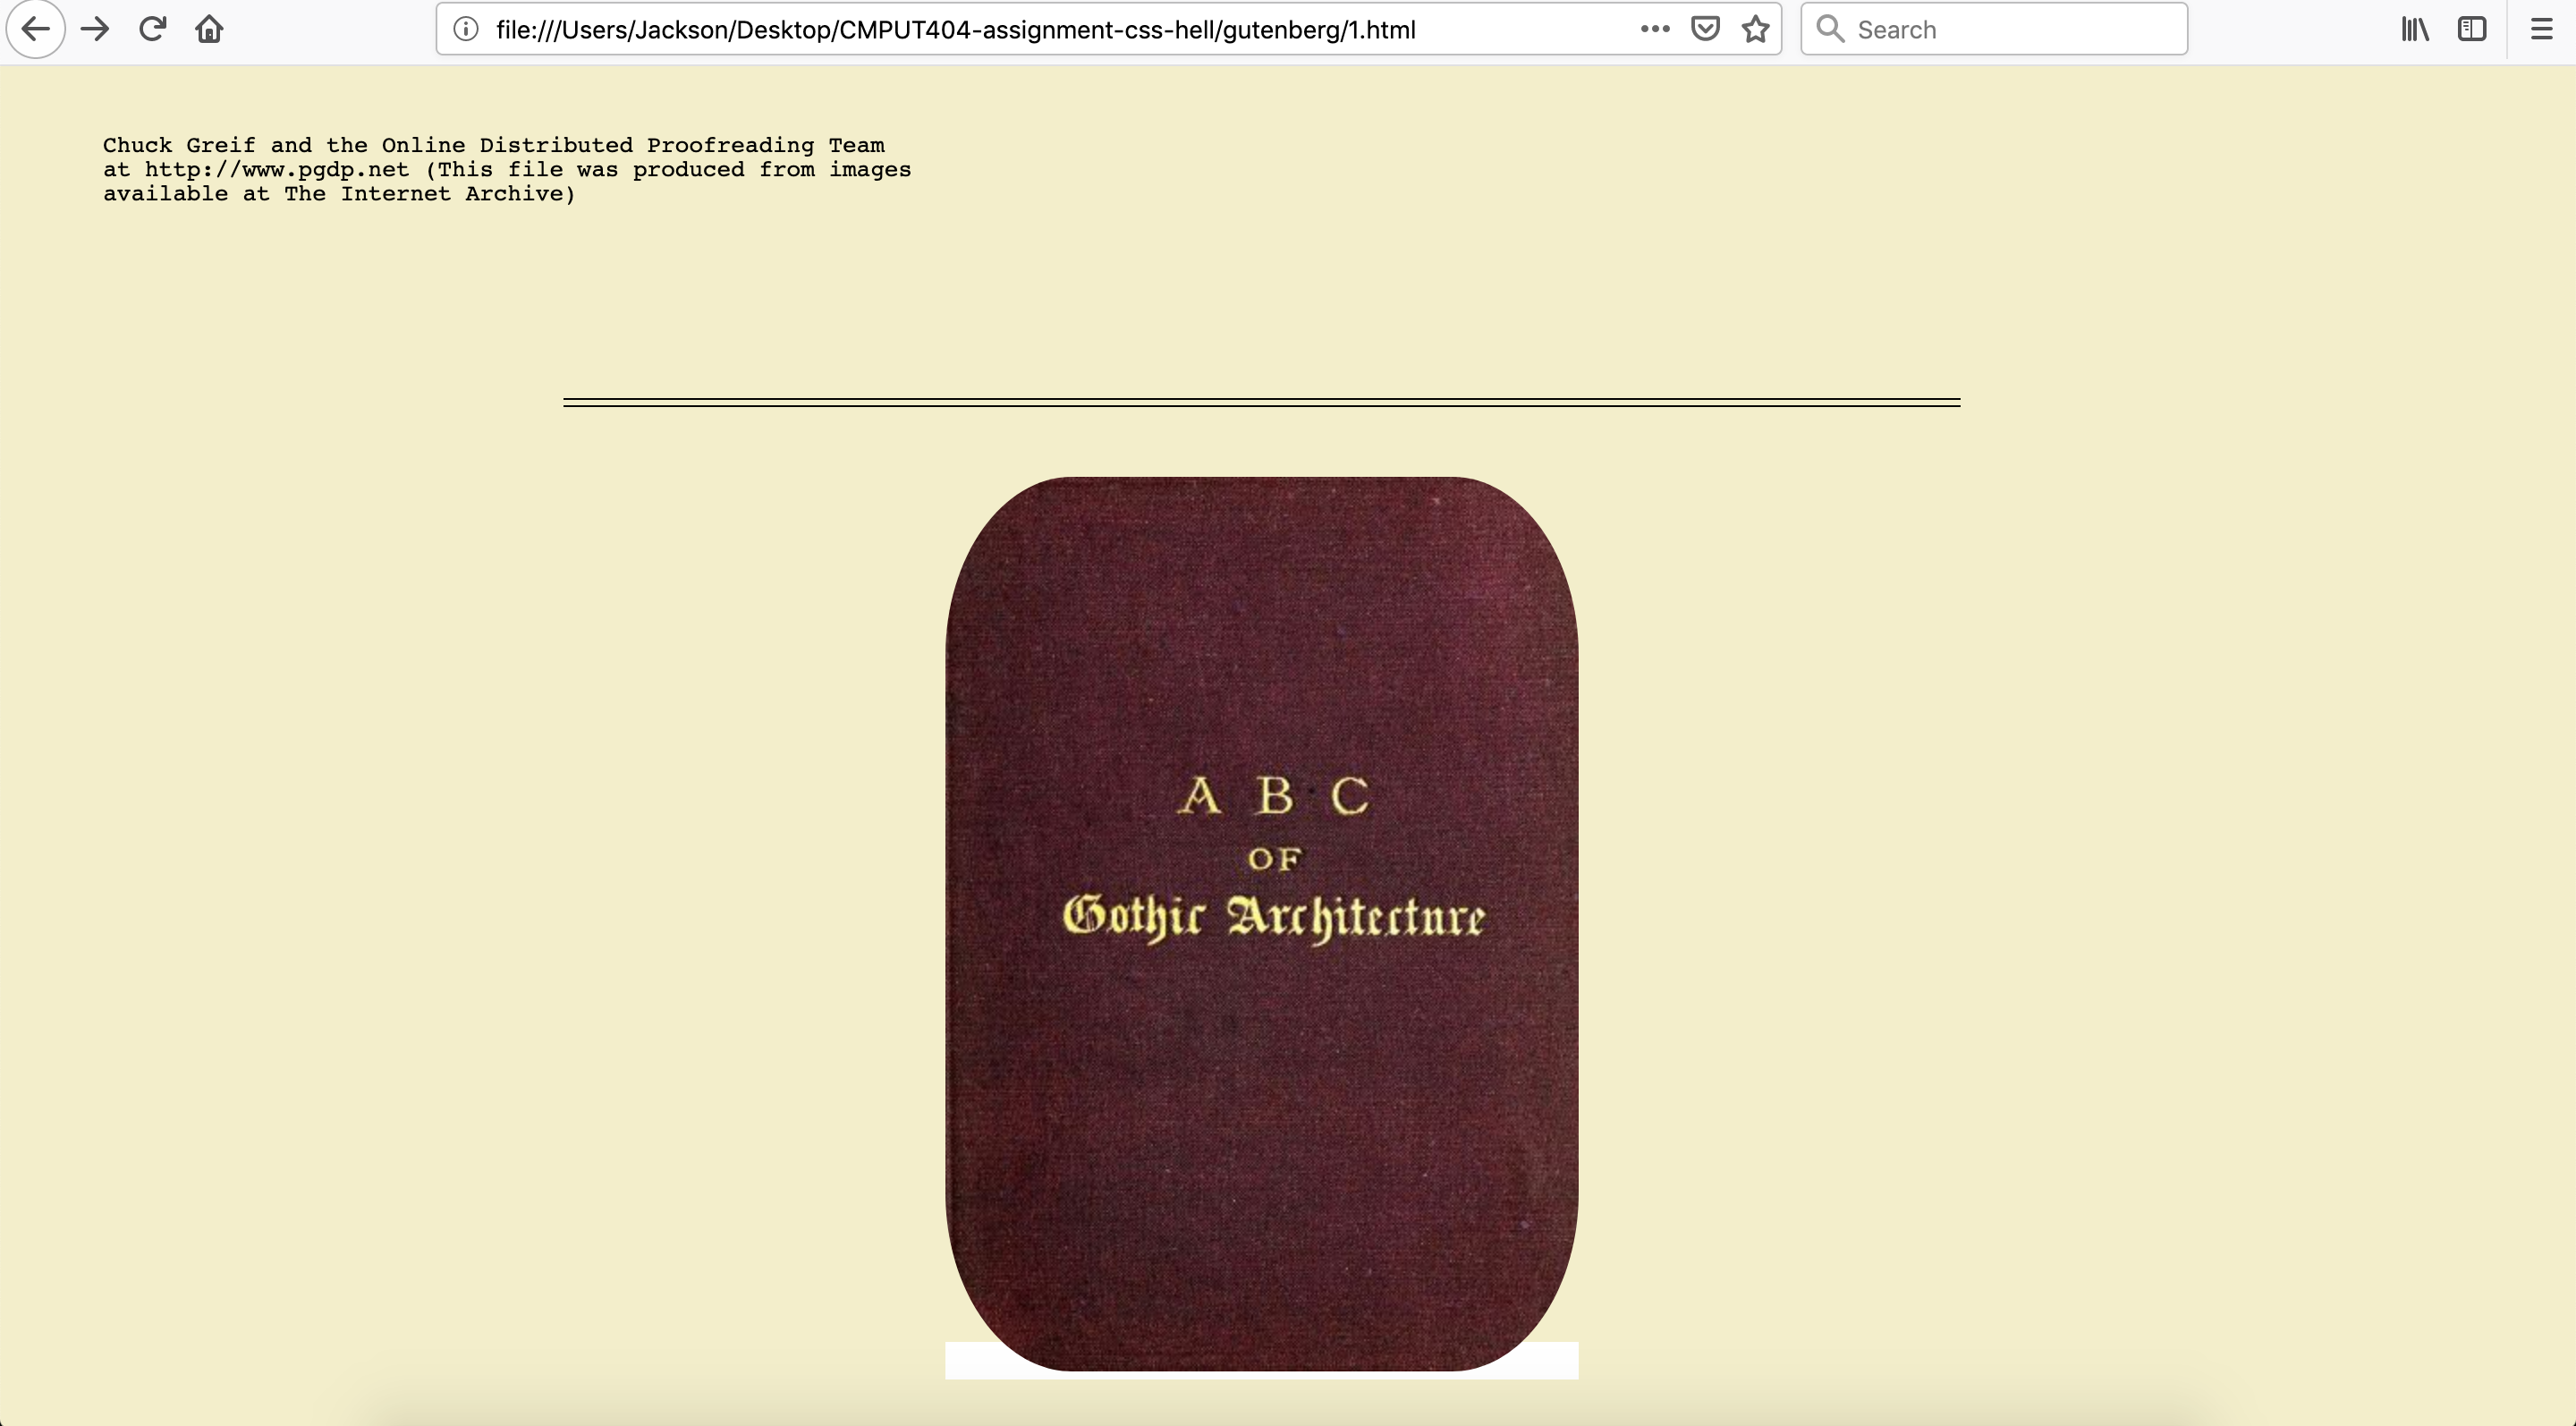 file:///Users/Jackson/Desktop/CMPUT404-assignment-css-hell/gutenberg/1.html
Search
Chuck Greif and the Online Distributed Proofreading Team
at http://www.pgdp.net (This file was produced from images
available at The Internet Archive)
A B C
OF
Gothic Architecture